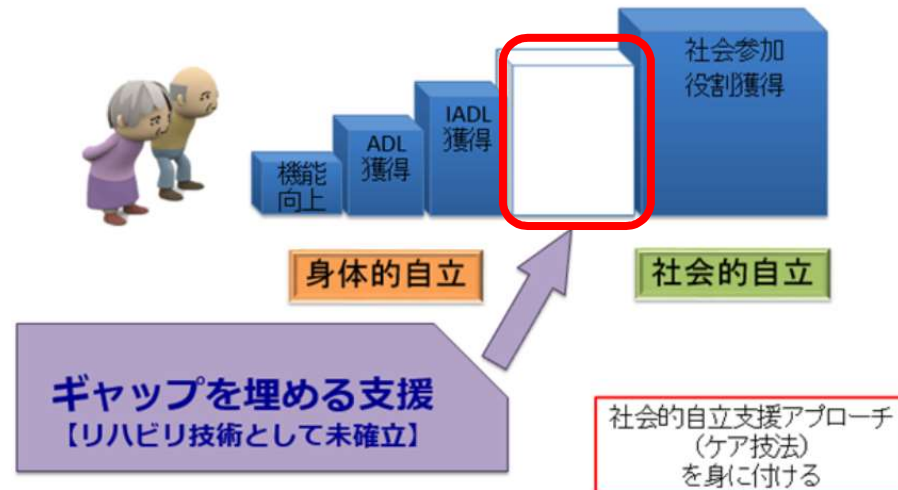 機能
向上
ADL
獲得
IADL
獲得
社会参加
役割獲得
身体的自立
社会的自立
ギャップを埋める支援
【リハビリ技術として未確立】
社会的自立支援アプローチ
(ケア技法)
を身に付ける